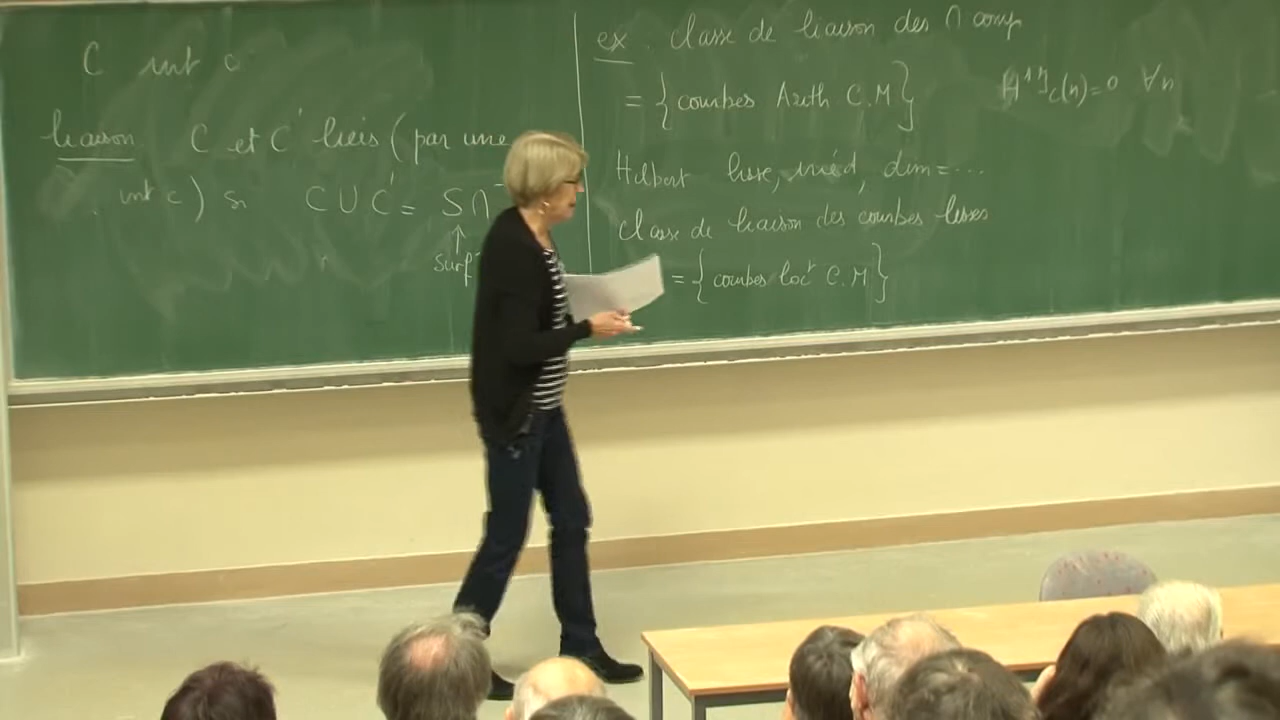 C int c
liaison C et C' liés (par une
int c) si C U C' = S ∩
↑
surf
ex. classe de liaison des ∩ comp
= { courbes Arith C.M }
H¹ I_C(n) = 0 ∀n
Hilbert lisse, irréd, dim = ...
classe de liaison des courbes lisses
= { courbes loc^t C.M }